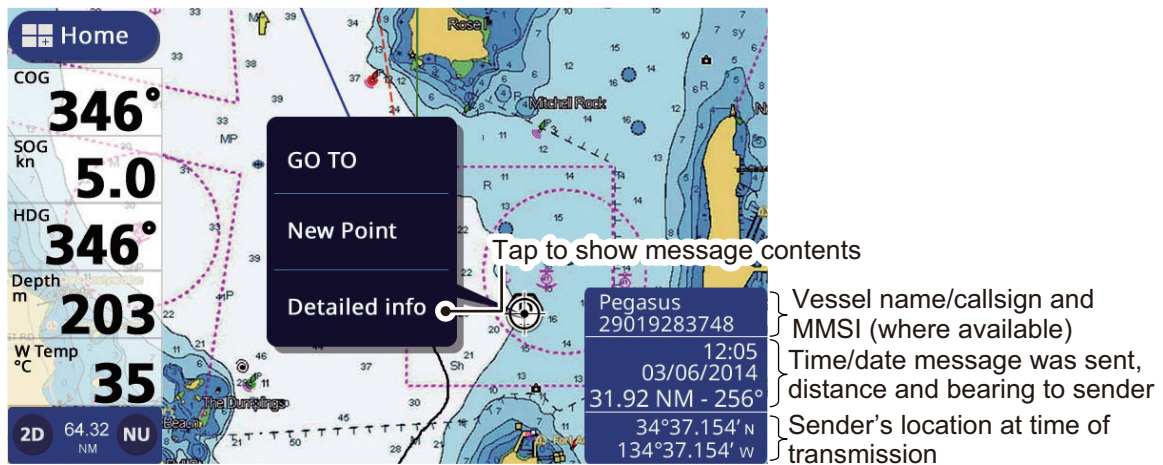 Home
COG
346°
SOG
kn
5.0
HDG
346°
Depth
m
203
W Temp
°C
35
2D
64.32
NM
NU
GO TO
New Point
Detailed info
Tap to show message contents
Rose I
Mitchell Rock
The Dumplings
MP
Pegasus
29019283748
12:05
03/06/2014
31.92 NM - 256°
34°37.154′ N
134°37.154′ W
Vessel name/callsign and
MMSI (where available)
Time/date message was sent,
distance and bearing to sender
Sender’s location at time of
transmission